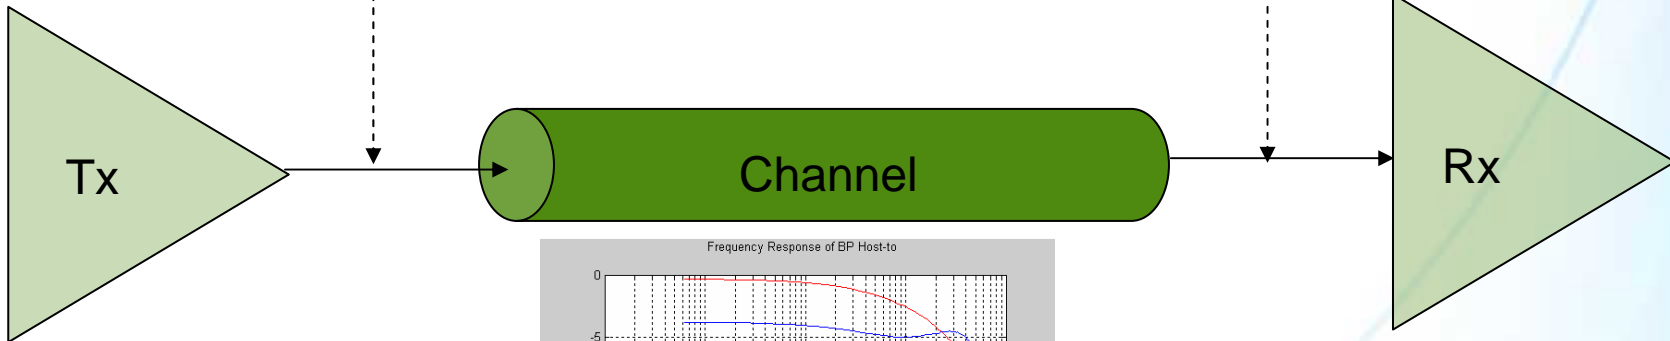 Tx
Channel
Rx
Frequency Response of BP Host-to
0
-5